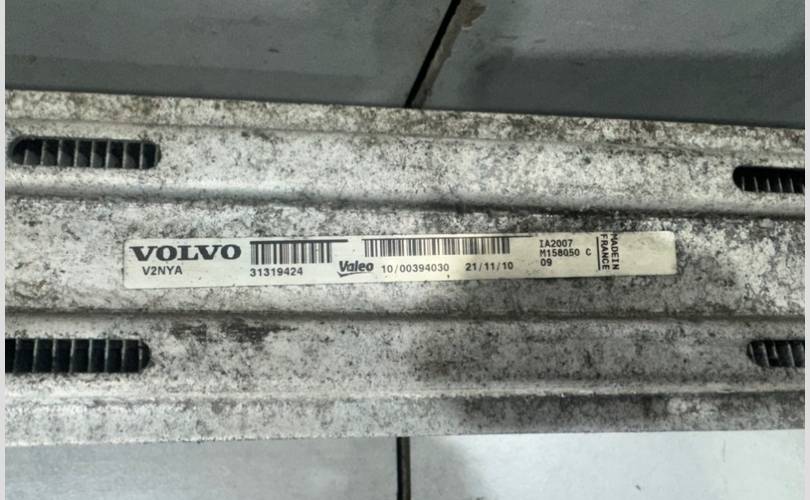 VOLVO
V2NYA
31319424
Valeo
10/00394030 21/11/10
IA2007
M158050 C
09
MADE IN
FRANCE